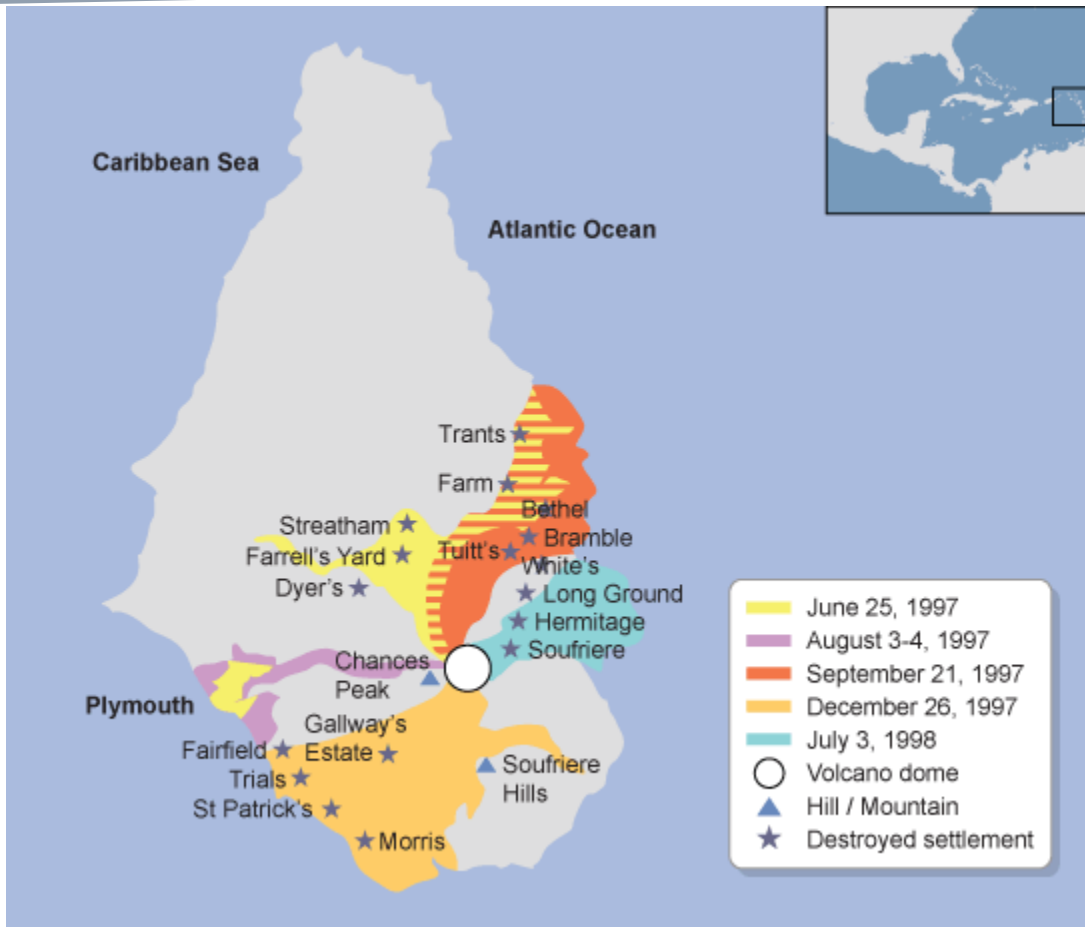 Caribbean Sea
Atlantic Ocean
Trants
Farm
Bethel
Streatham
Bramble
Farrell's Yard
Tuitt's
White's
Dyer's
Long Ground
Hermitage
Soufriere
Chances
Peak
Plymouth
Gallway's
Estate
Fairfield
Soufriere
Hills
Trials
St Patrick's
Morris
June 25, 1997
August 3-4, 1997
September 21, 1997
December 26, 1997
July 3, 1998
Volcano dome
Hill / Mountain
Destroyed settlement